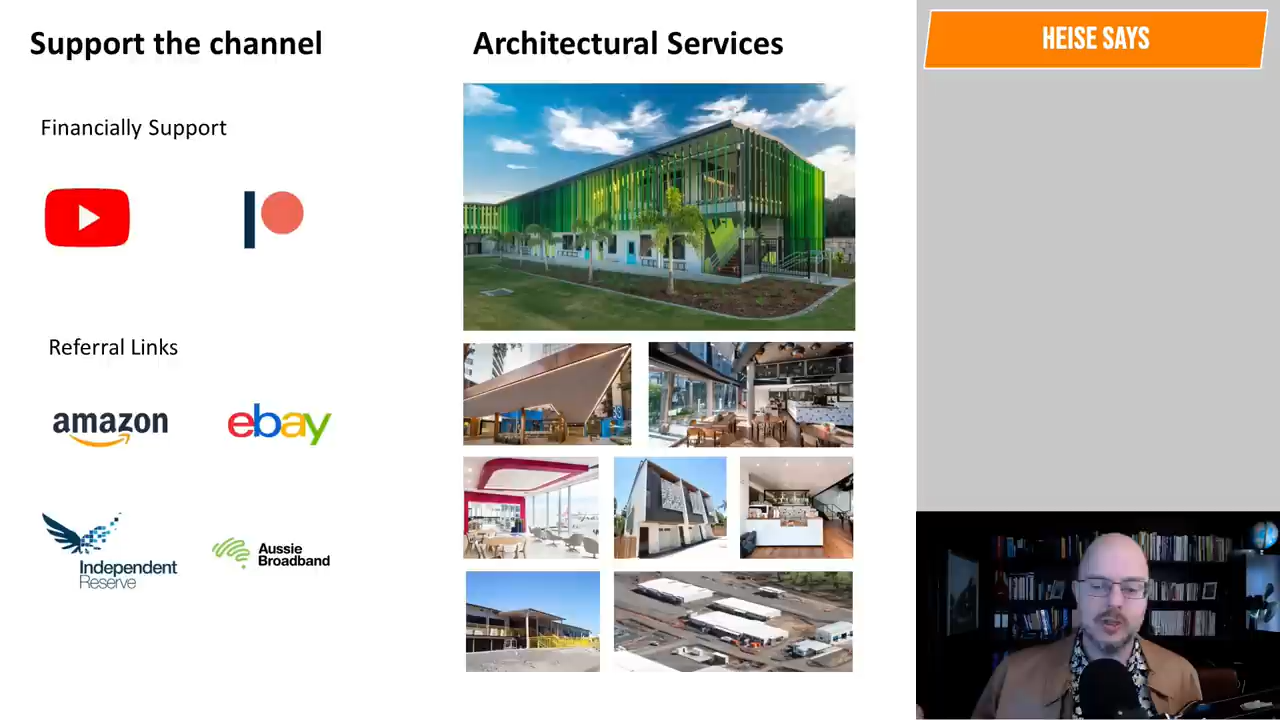 Support the channel
Architectural Services
HEISE SAYS
Financially Support
Referral Links
amazon
ebay
Independent
Reserve
Aussie
Broadband